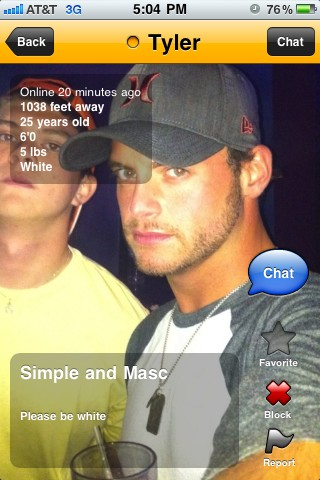 AT&T 3G 5:04 PM 76%
Back Tyler Chat
Online 20 minutes ago
1038 feet away
25 years old
6'0
5 lbs
White
Chat
Favorite
Simple and Masc
Block
Please be white
Report